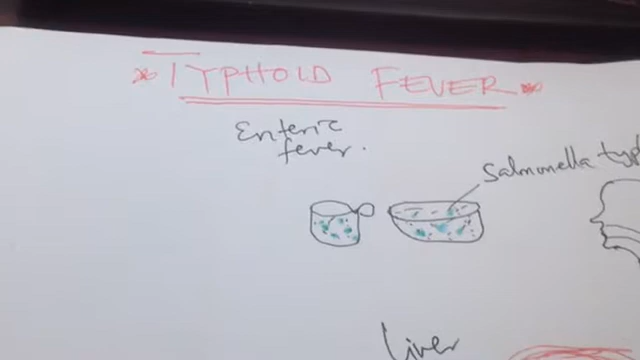 * TYPHOID FEVER *
Enteric
fever.
Salmonella typ
Liver